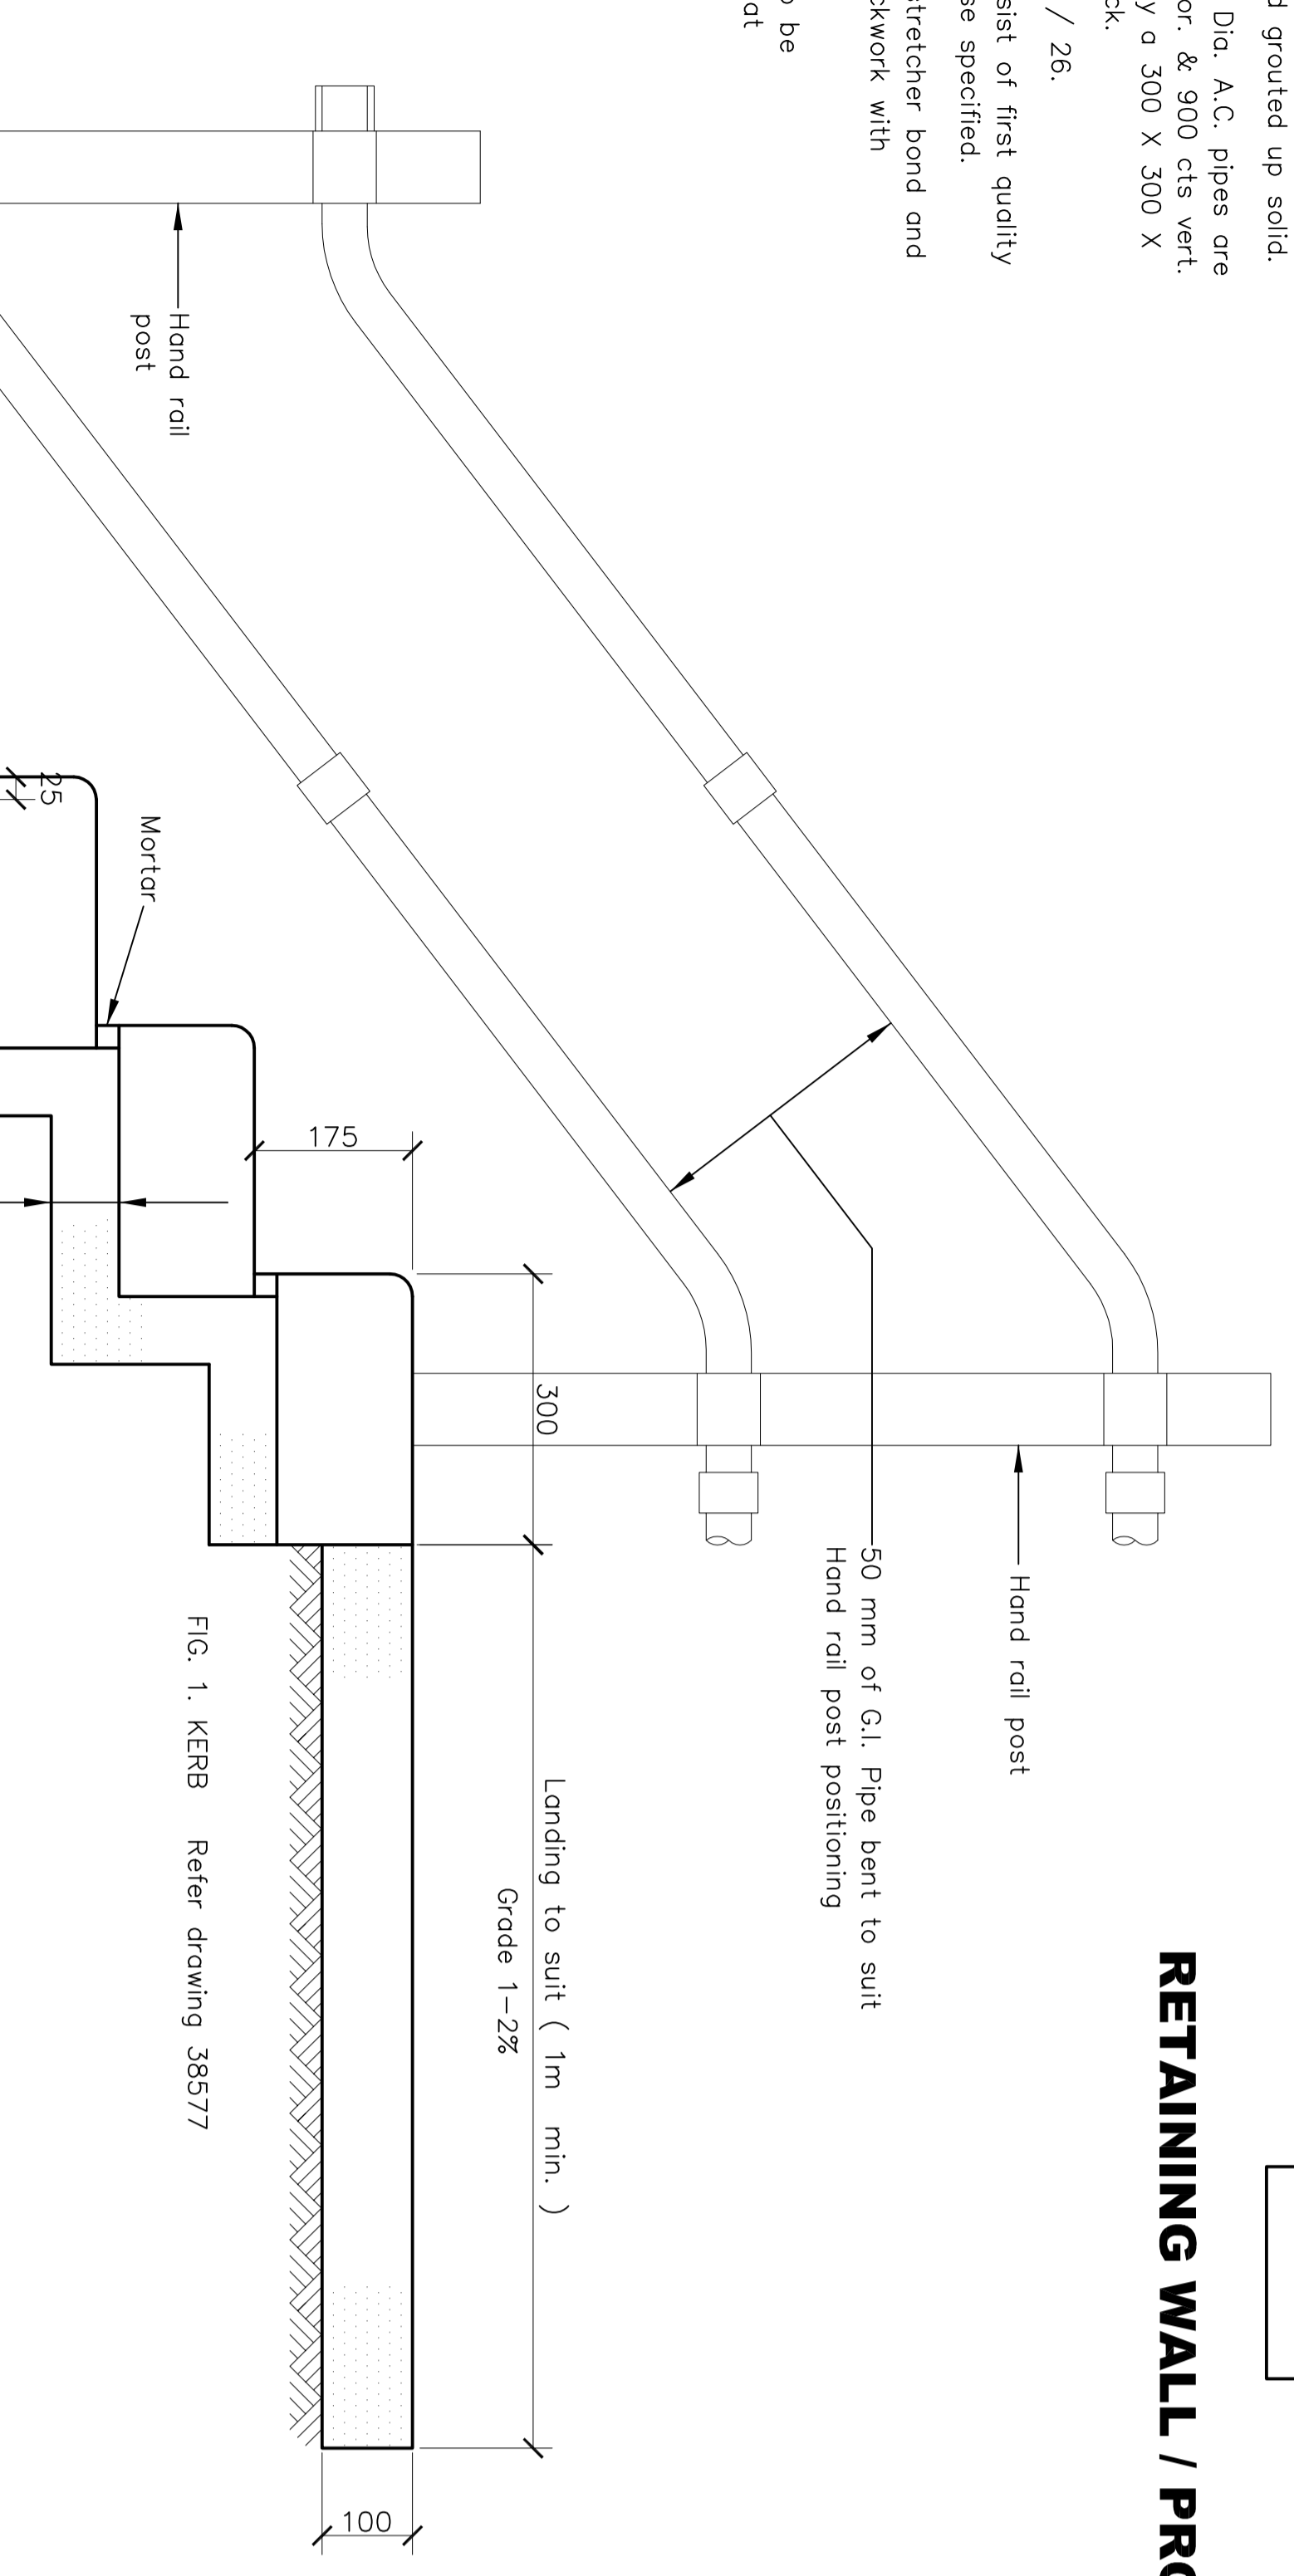 d grouted up solid.
Dia. A.C. pipes are
or. & 900 cts vert.
y a 300 X 300 X
ck.
/ 26.
sist of first quality
se specified.
stretcher bond and
ckwork with
be
at
Hand rail
post
25
Mortar
175
300
Hand rail post
50 mm of G.I. Pipe bent to suit
Hand rail post positioning
Landing to suit ( 1m min. )
Grade 1-2%
FIG. 1. KERB Refer drawing 38577
100
RETAINING WALL / PRO